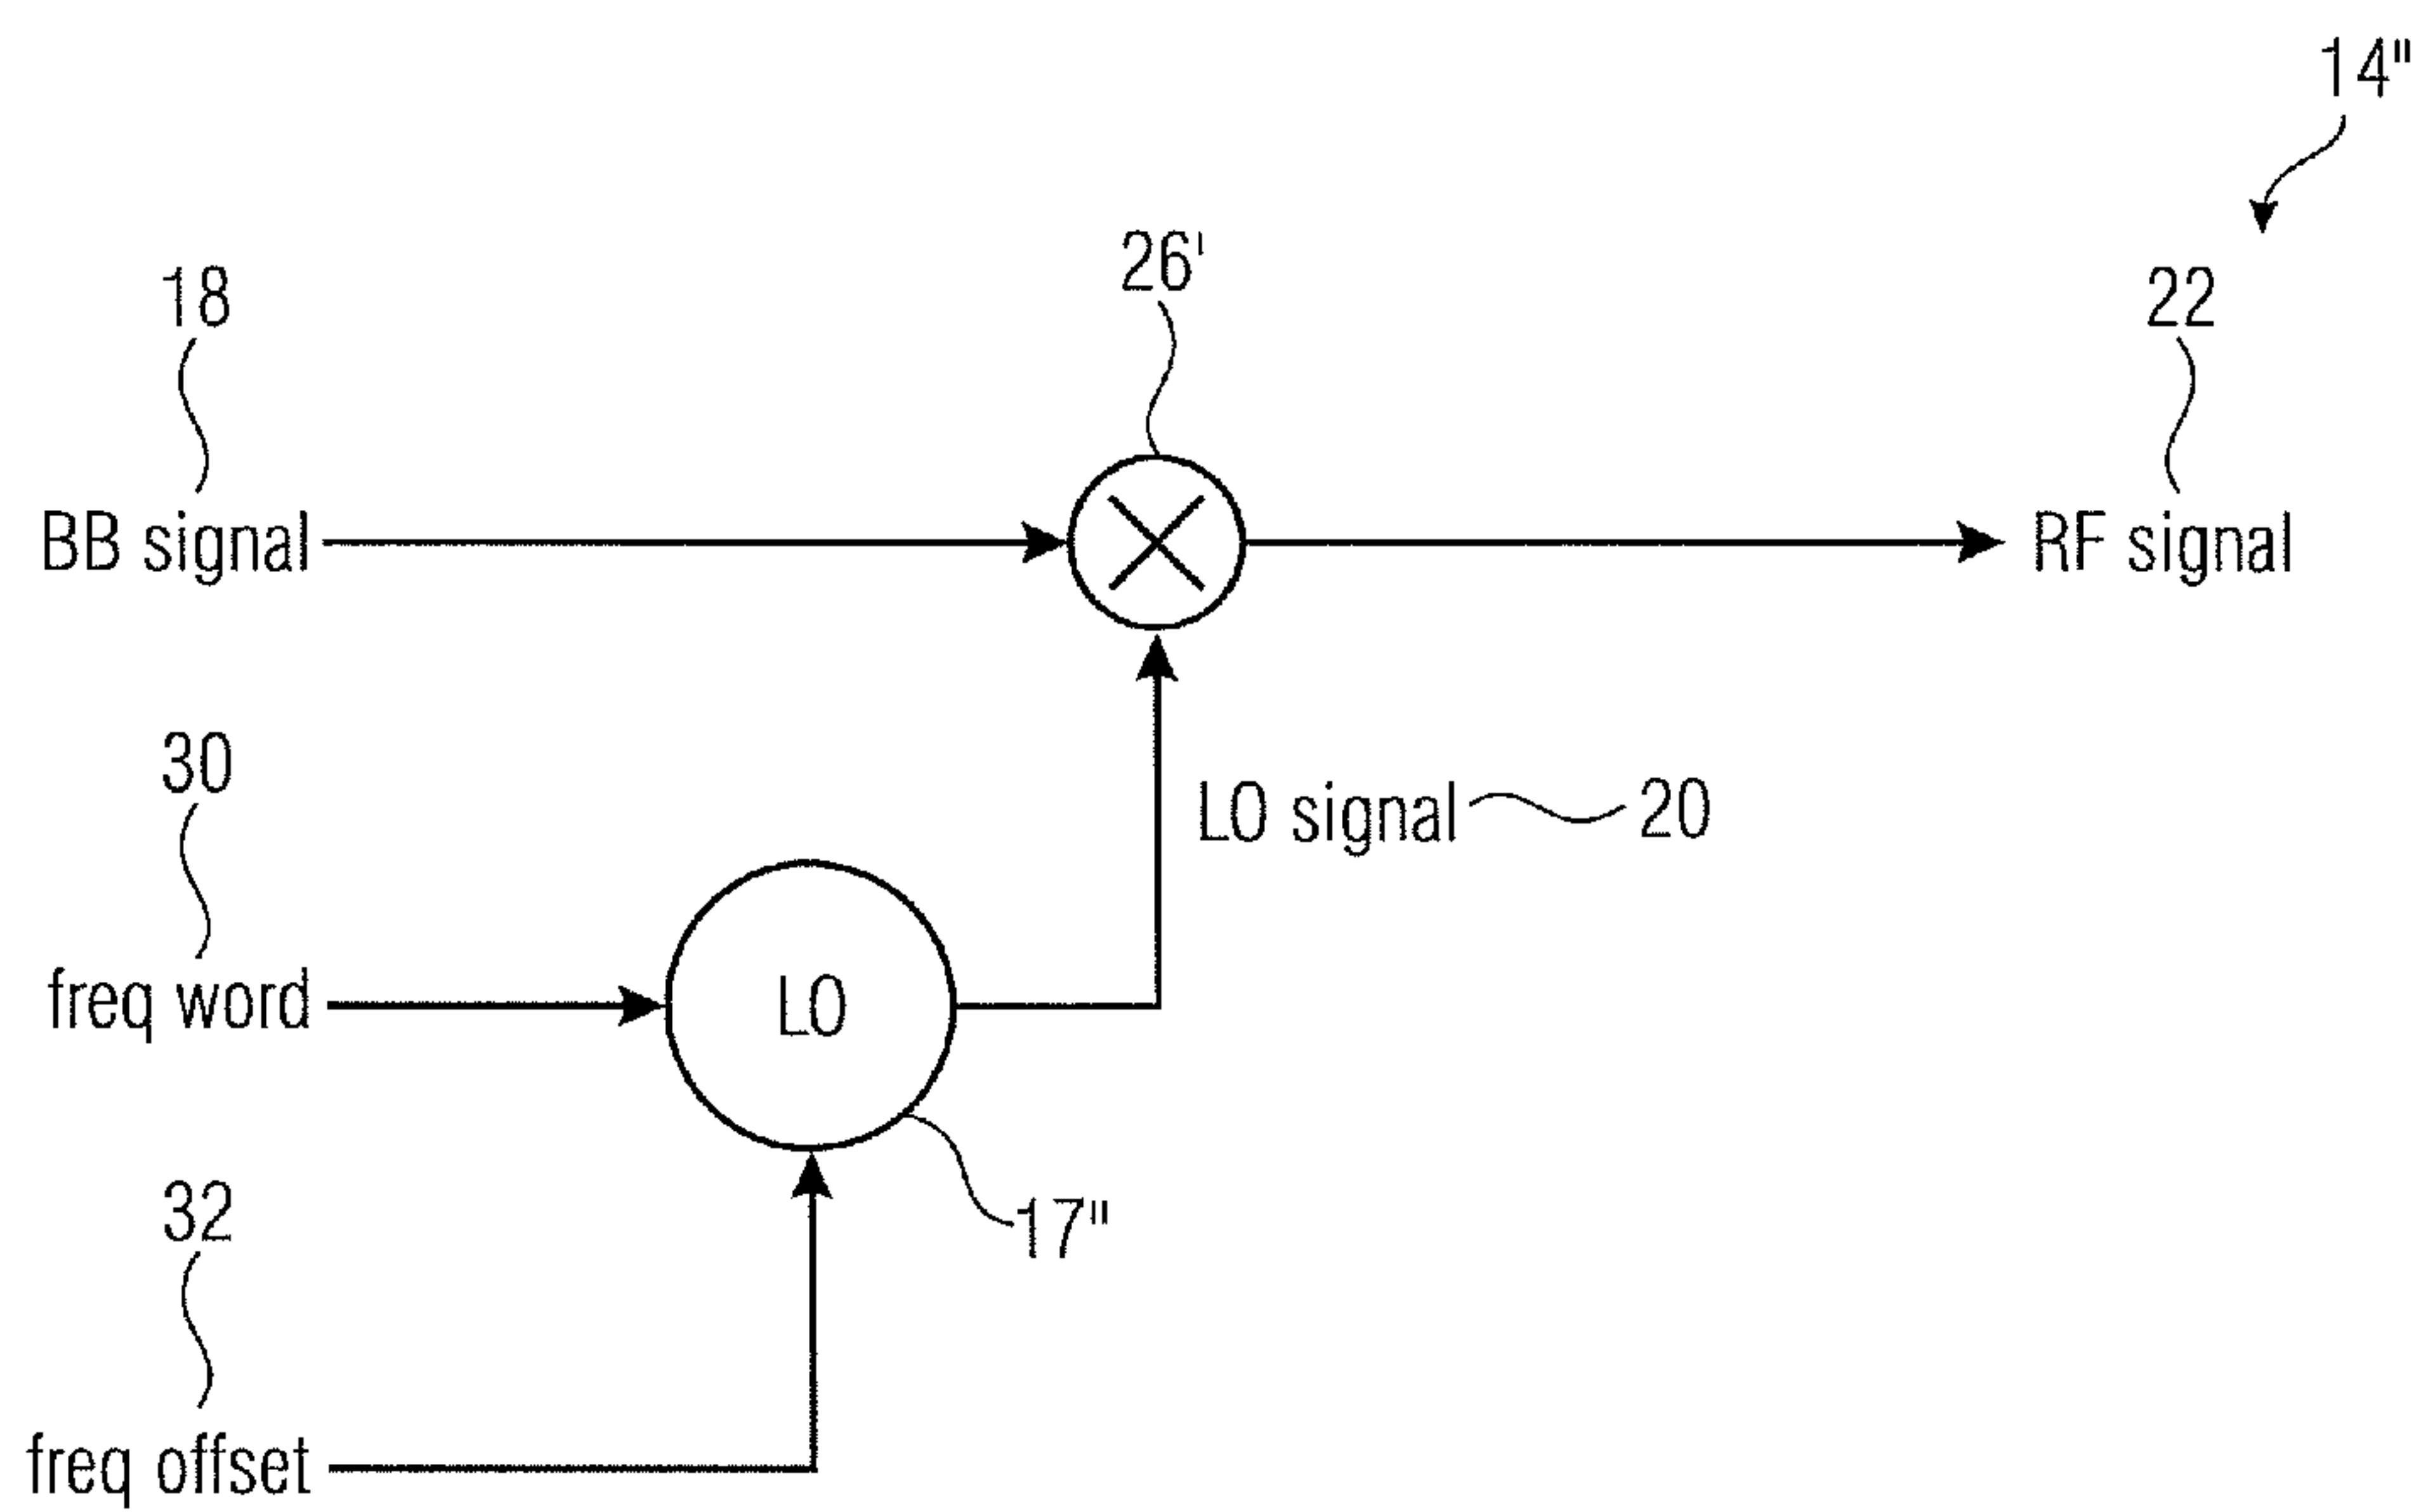 14"
26'
18
22
BB signal
RF signal
30
LO signal
20
LO
freq word
32
17"
freq offset